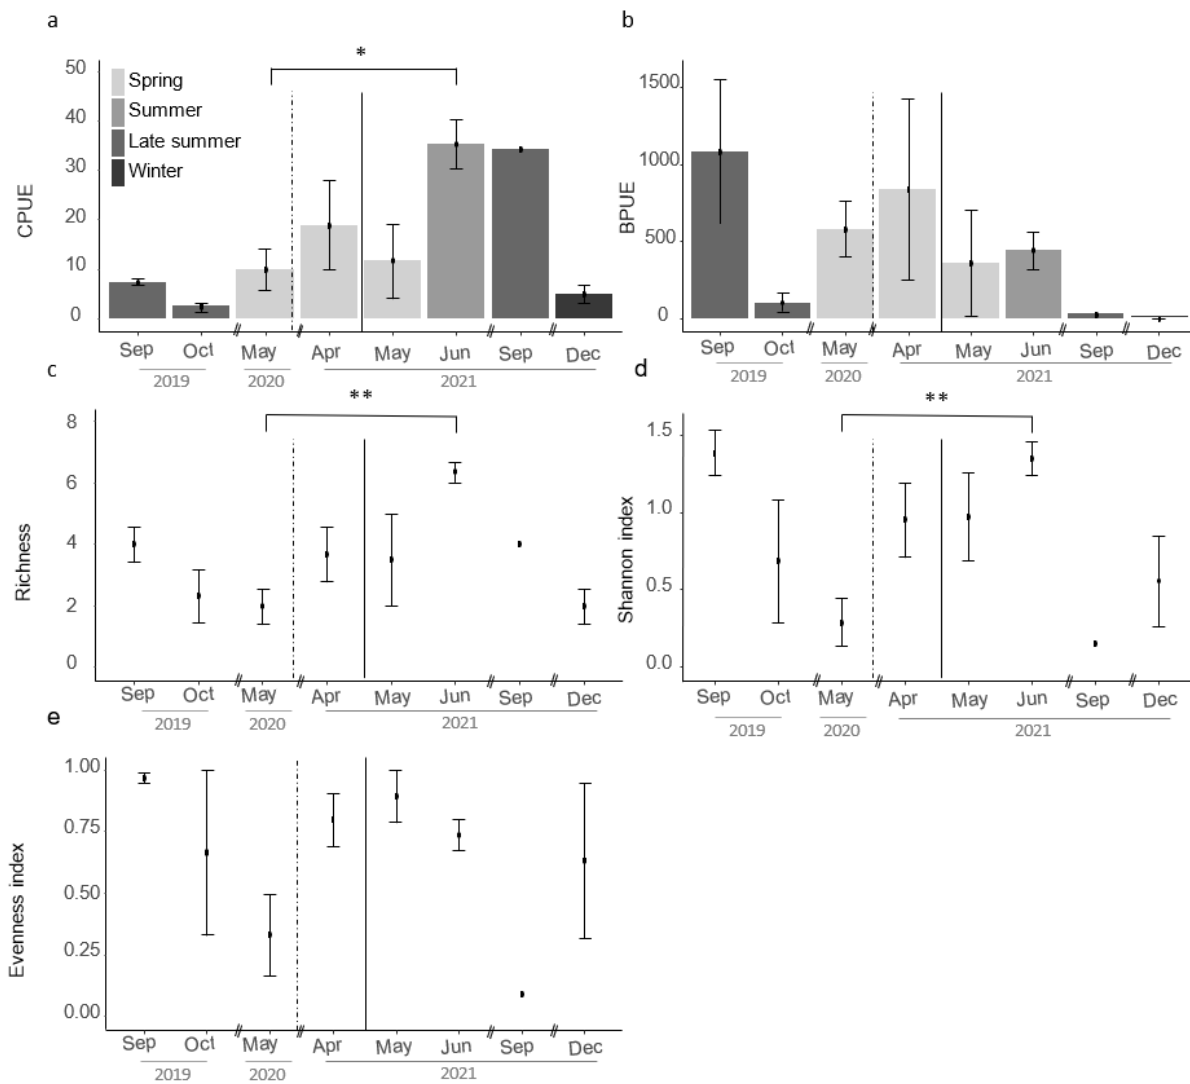 a
*
50
40
30
20
10
0
CPUE
Spring
Summer
Late summer
Winter
Sep Oct May Apr May Jun Sep Dec
2019 2020 2021
b
1500
1000
500
0
BPUE
Sep Oct May Apr May Jun Sep Dec
2019 2020 2021
c
**
8
6
4
2
0
Richness
Sep Oct May Apr May Jun Sep Dec
2019 2020 2021
d
**
1.5
1.0
0.5
0.0
Shannon index
Sep Oct May Apr May Jun Sep Dec
2019 2020 2021
e
1.00
0.75
0.50
0.25
0.00
Evenness index
Sep Oct May Apr May Jun Sep Dec
2019 2020 2021